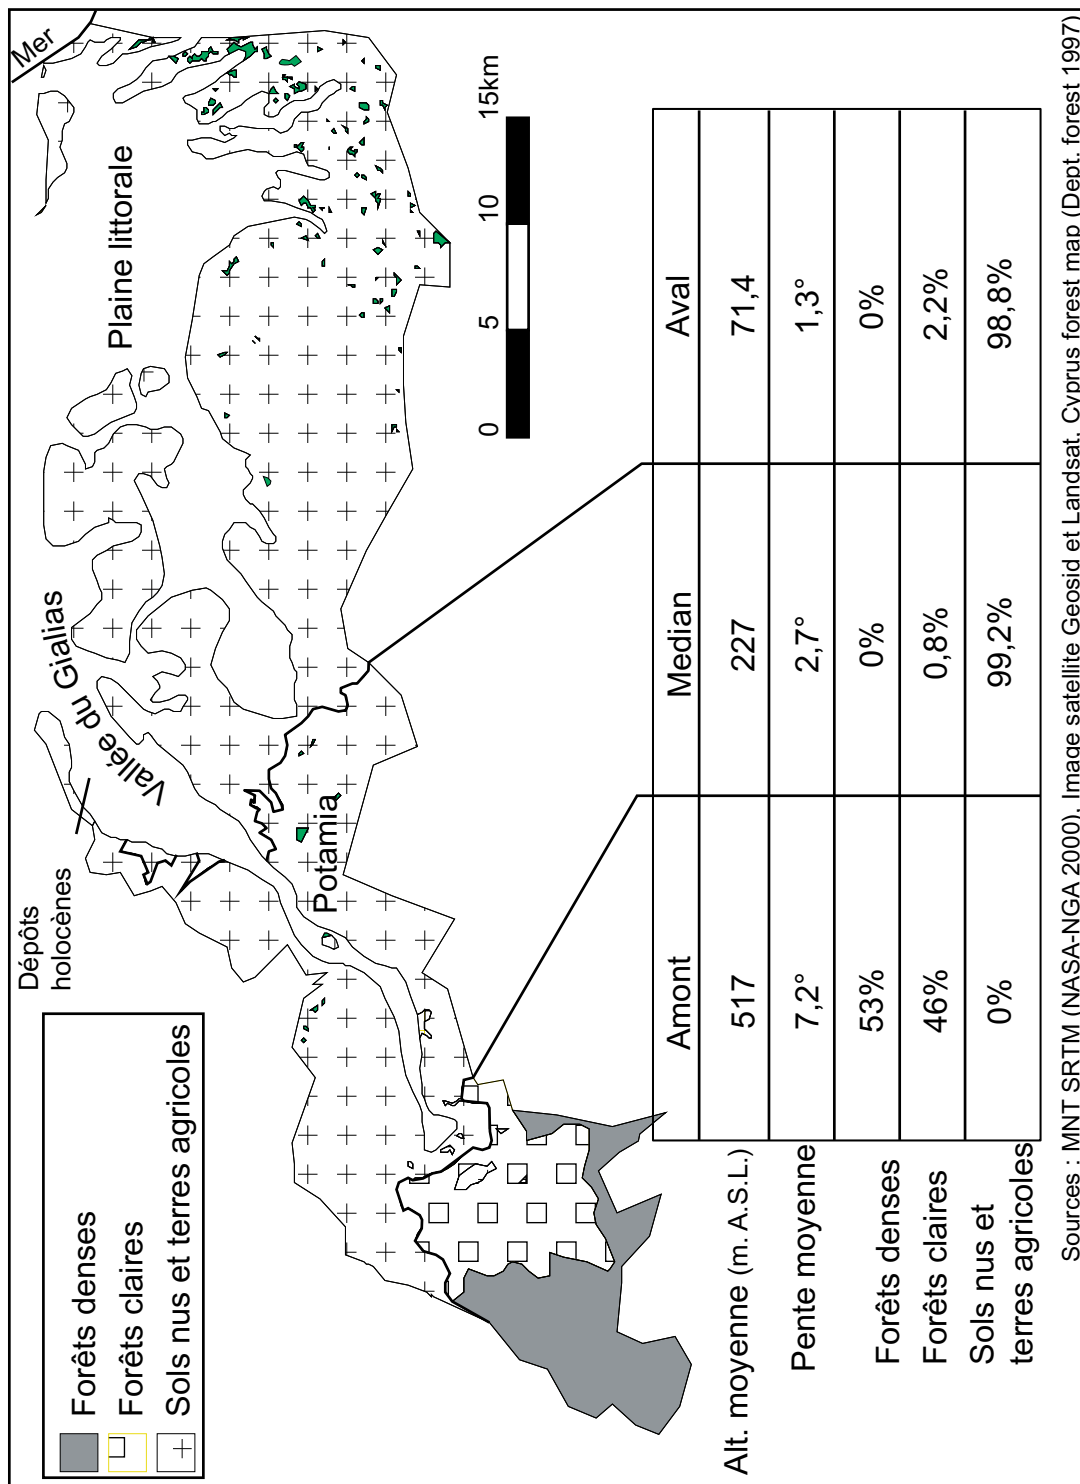 Forêts denses
Forêts claires
Sols nus et terres agricoles
Dépôts
holocènes
Vallée du Gialias
Plaine littorale
Mer
Potamia
0 5 10 15km
Amont Median Aval
Alt. moyenne (m. A.S.L.) 517 227 71,4
Pente moyenne 7,2° 2,7° 1,3°
Forêts denses 53% 0% 0%
Forêts claires 46% 0,8% 2,2%
Sols nus et
terres agricoles 0% 99,2% 98,8%
Sources : MNT SRTM (NASA-NGA 2000), Image satellite Geosid et Landsat, Cyprus forest map (Dept. forest 1997)